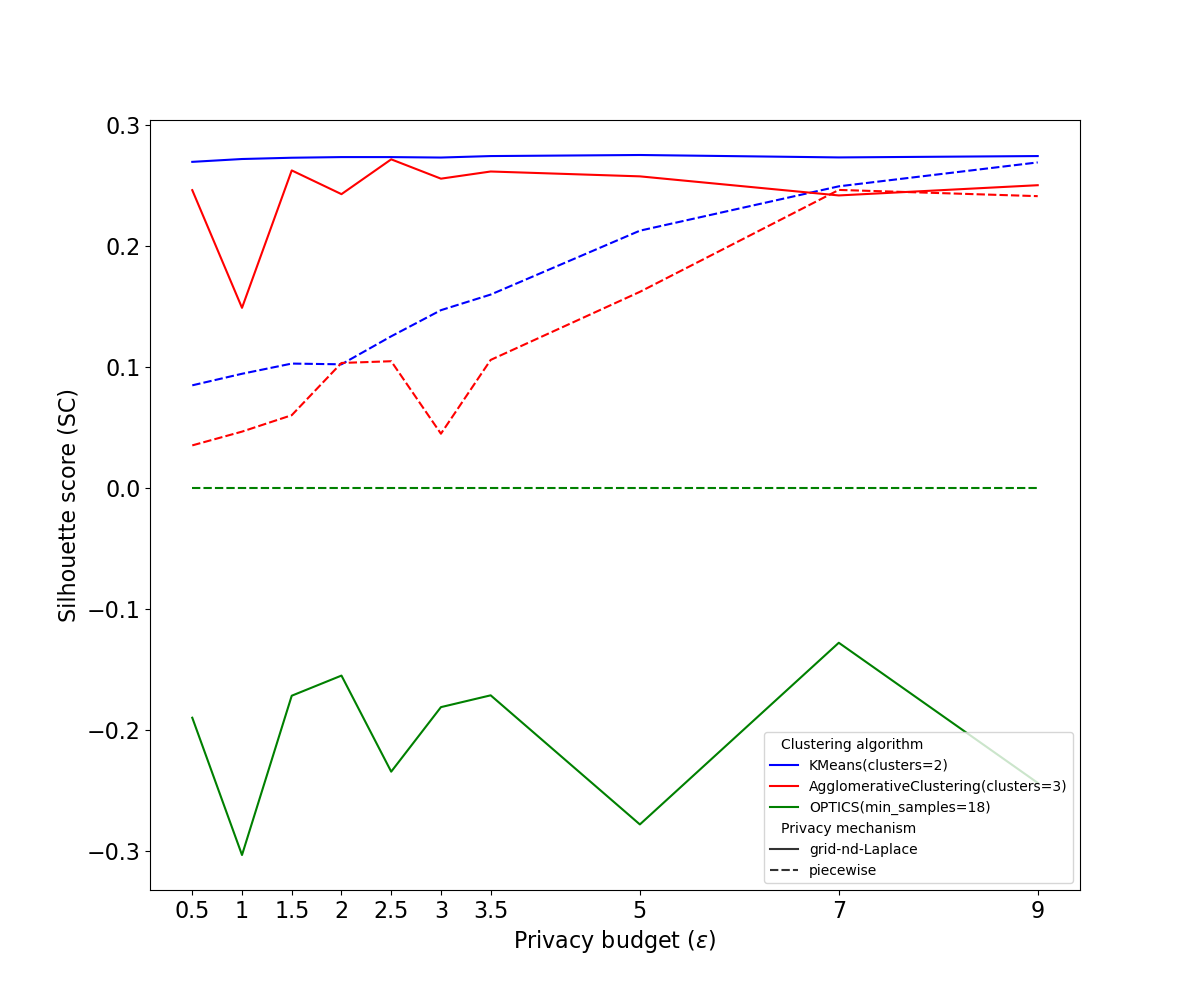 0.3
0.2
0.1
0.0
−0.1
−0.2
−0.3
Silhouette score (SC)
0.5 1 1.5 2 2.5 3 3.5 5 7 9
Privacy budget (ε)
Clustering algorithm
KMeans(clusters=2)
AgglomerativeClustering(clusters=3)
OPTICS(min_samples=18)
Privacy mechanism
grid-nd-Laplace
piecewise